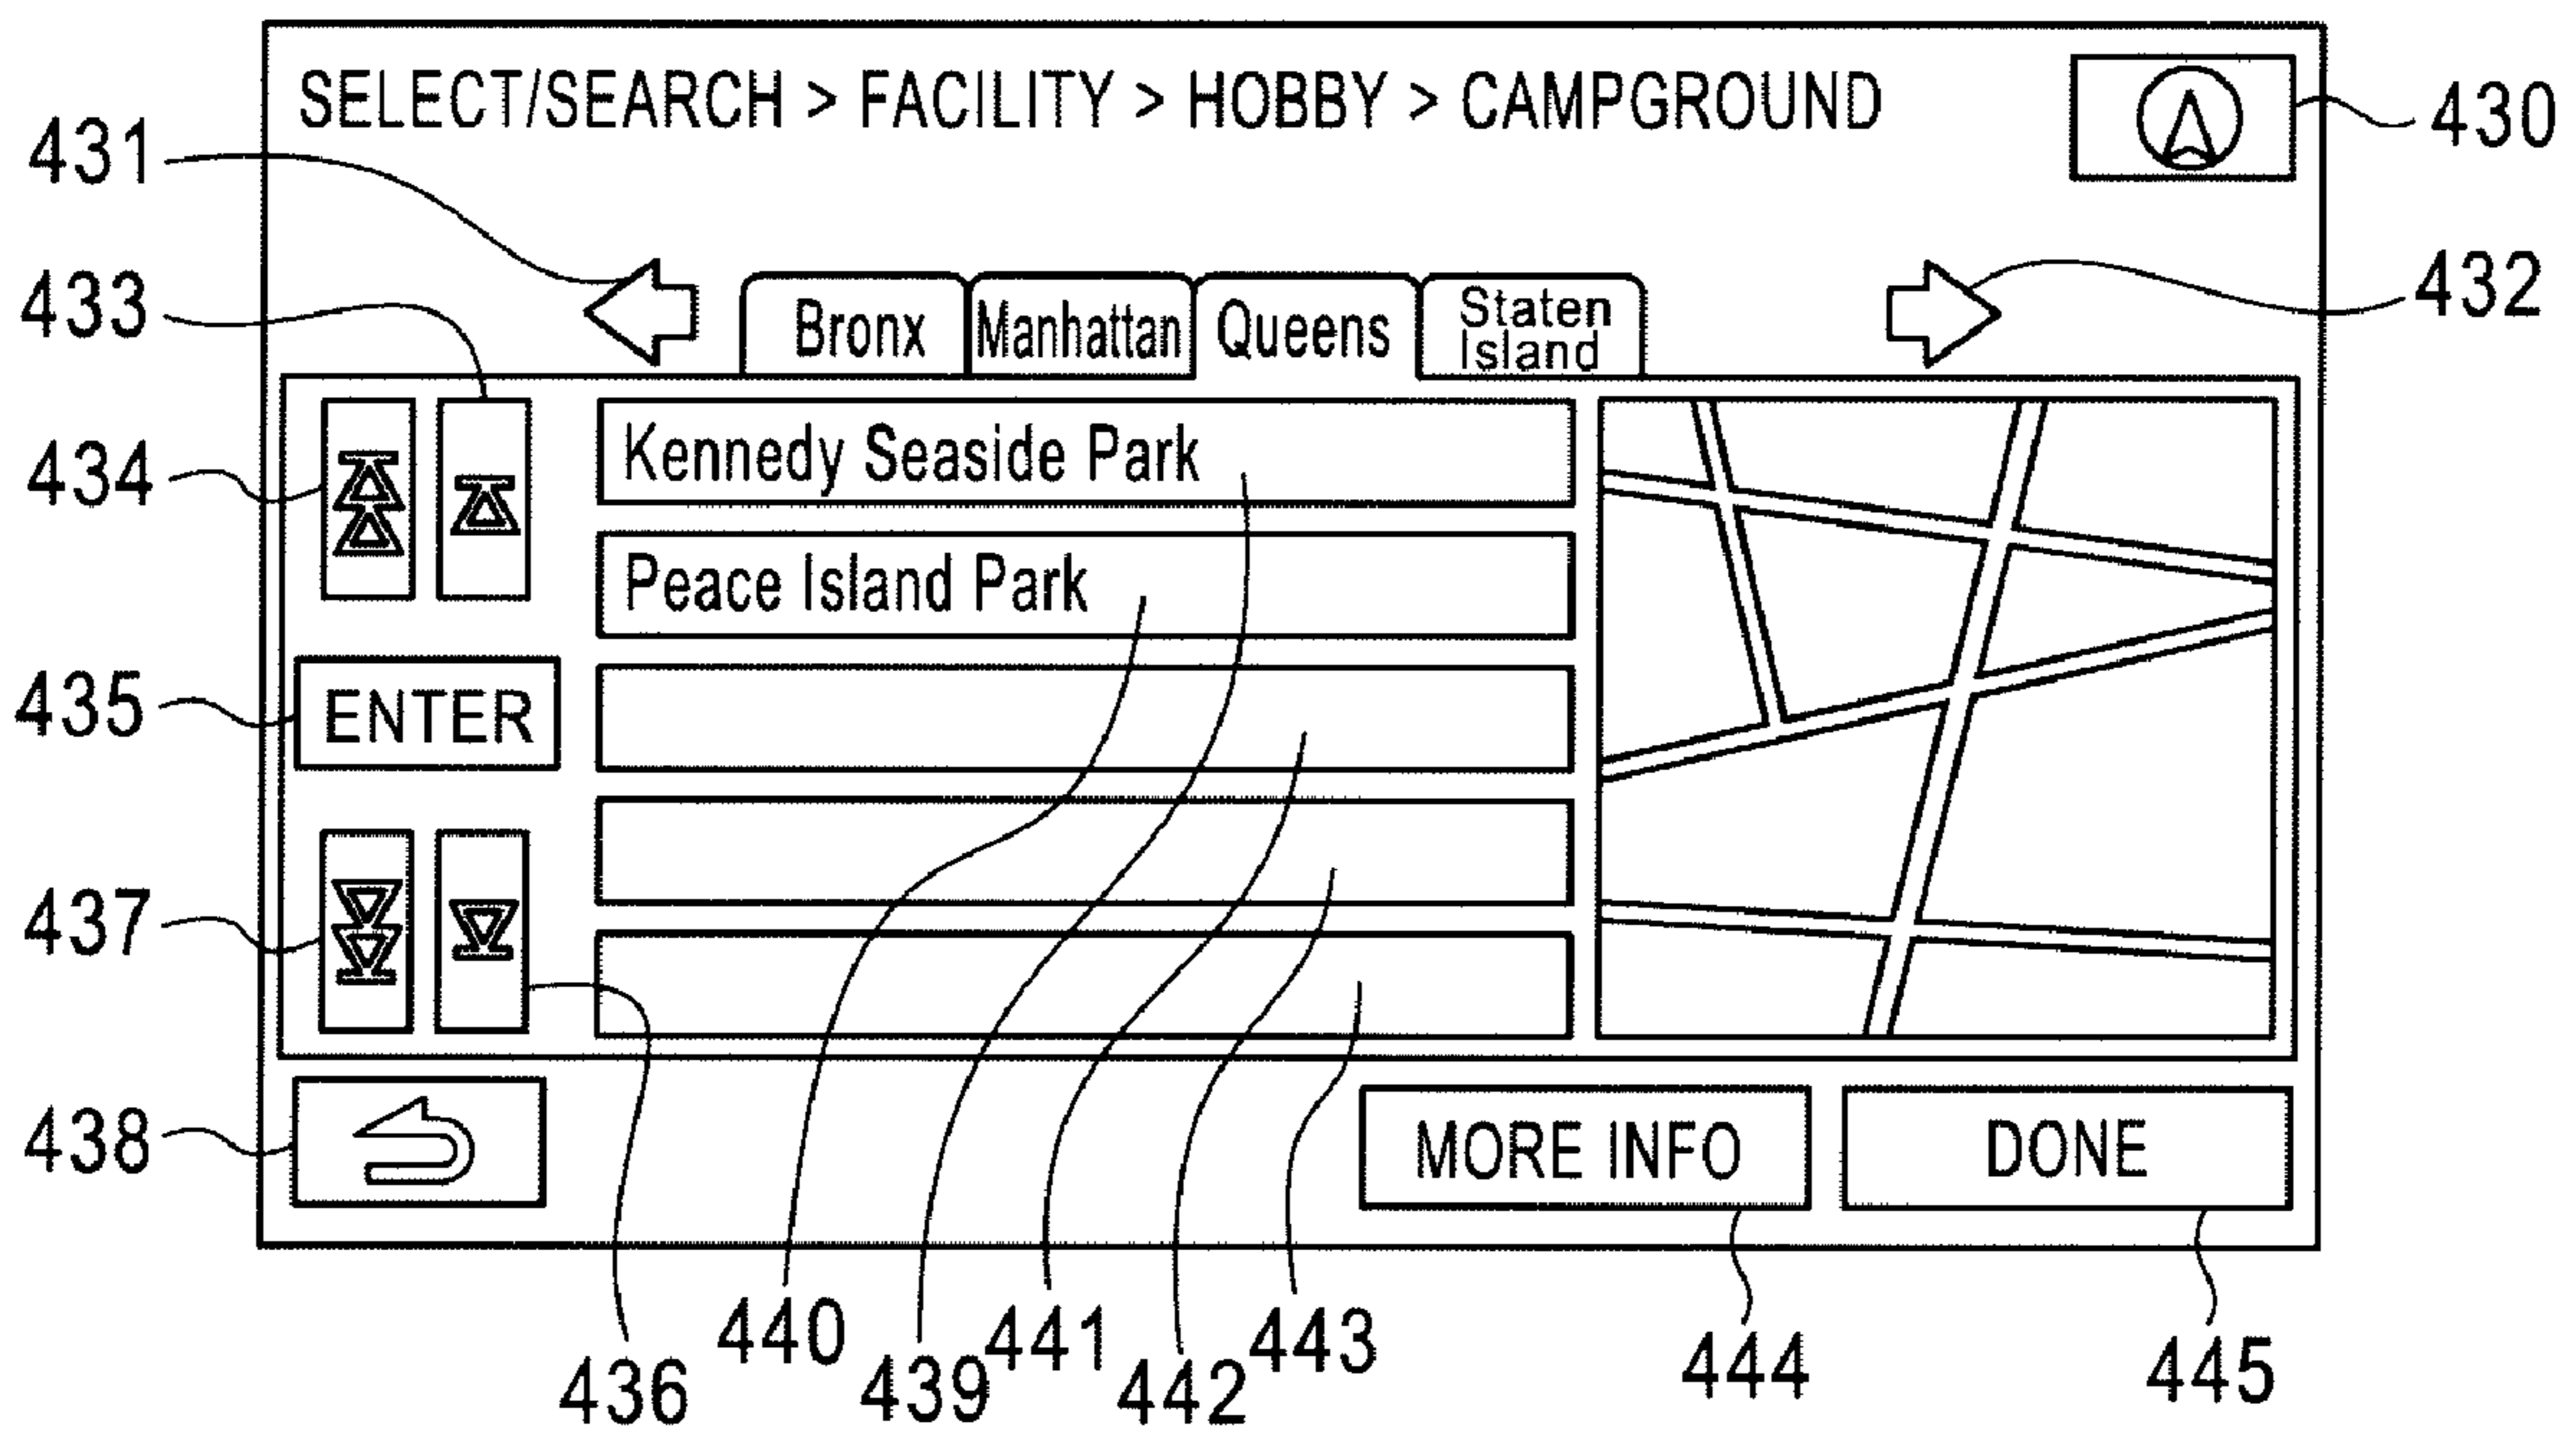 SELECT/SEARCH > FACILITY > HOBBY > CAMPGROUND
430
431
432
433
Bronx
Manhattan
Queens
Staten
Island
434
Kennedy Seaside Park
Peace Island Park
435
ENTER
437
438
MORE INFO
DONE
440
441
443
444
445
436
439
442